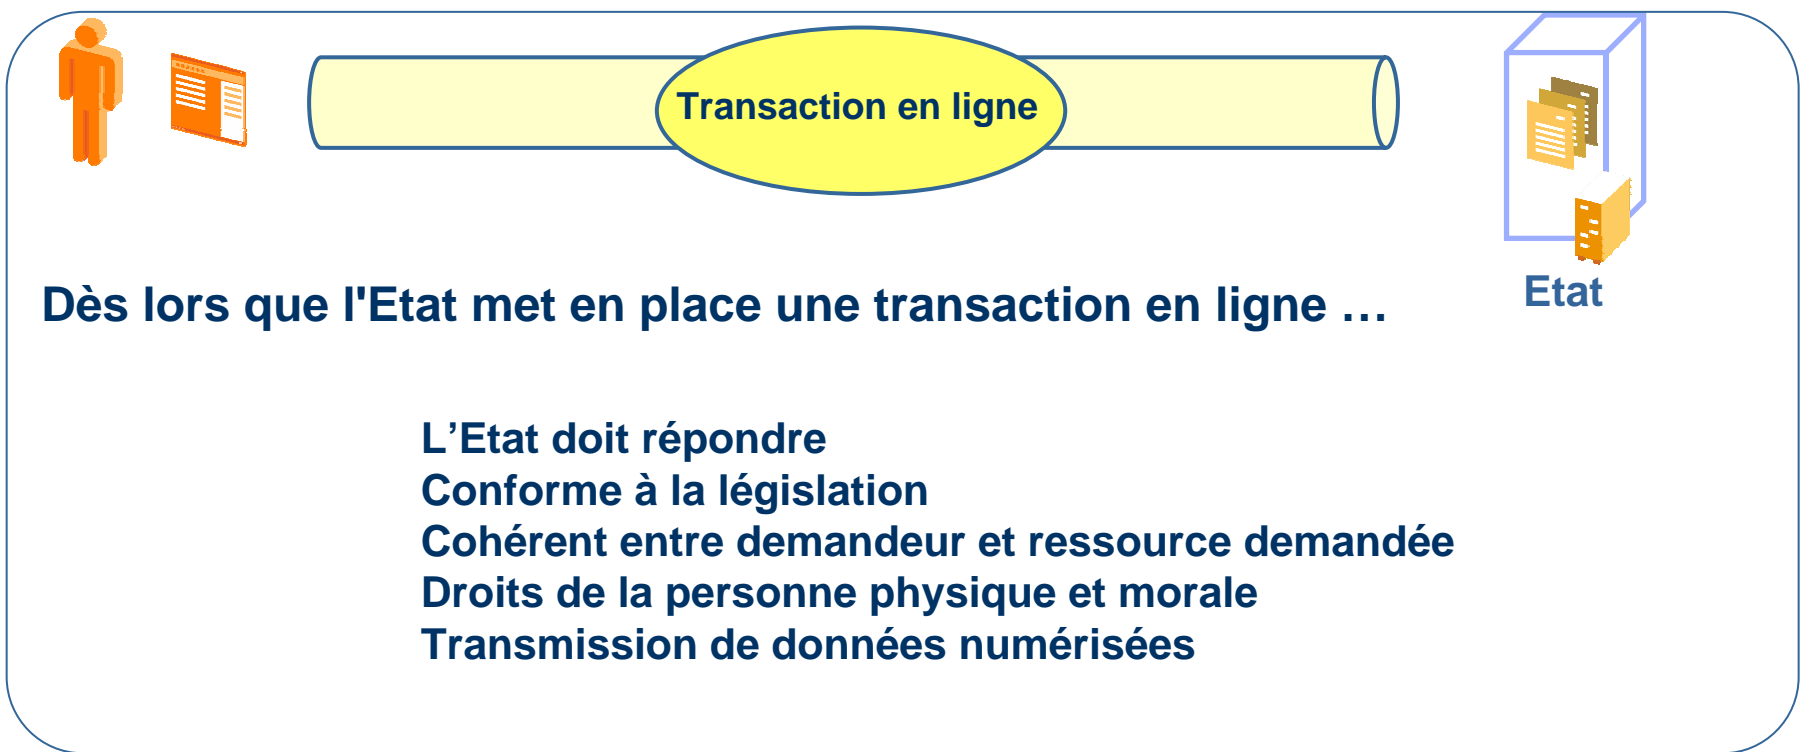 Transaction en ligne
Etat
Dès lors que l'Etat met en place une transaction en ligne …
L’Etat doit répondre
Conforme à la législation
Cohérent entre demandeur et ressource demandée
Droits de la personne physique et morale
Transmission de données numérisées